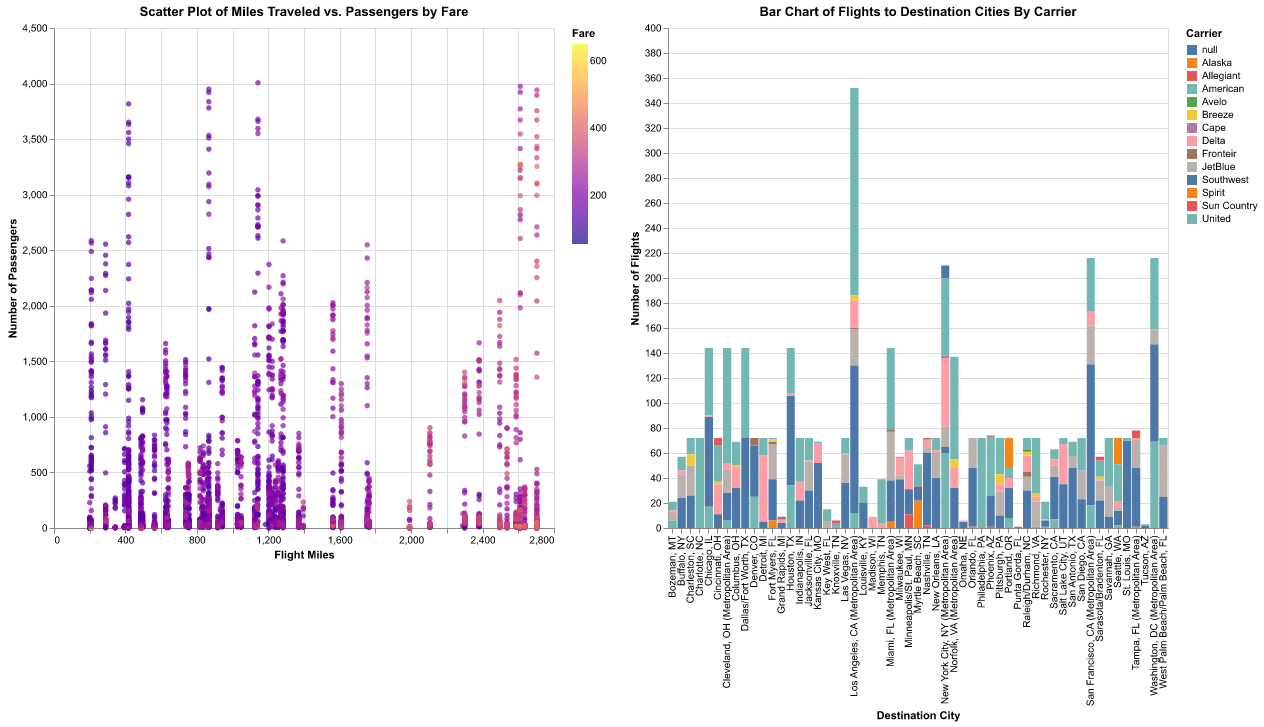 Scatter Plot of Miles Traveled vs. Passengers by Fare
Number of Passengers
4,500
4,000
3,500
3,000
2,500
2,000
1,500
1,000
500
0
0
400
800
1,200
1,600
2,000
2,400
2,800
Flight Miles
Fare
600
400
200
Bar Chart of Flights to Destination Cities By Carrier
Number of Flights
400
380
360
340
320
300
280
260
240
220
200
180
160
140
120
100
80
60
40
20
0
Bozeman, MT
Buffalo, NY
Charleston, SC
Charlotte, NC
Chicago, IL
Cincinnati, OH
Cleveland, OH (Metropolitan Area)
Columbus, OH
Dallas/Fort Worth, TX
Denver, CO
Detroit, MI
Fort Myers, FL
Grand Rapids, MI
Houston, TX
Indianapolis, IN
Jacksonville, FL
Kansas City, MO
Key West, FL
Knoxville, TN
Las Vegas, NV
Los Angeles, CA (Metropolitan Area)
Louisville, KY
Madison, WI
Memphis, TN
Miami, FL (Metropolitan Area)
Milwaukee, WI
Minneapolis/St. Paul, MN
Myrtle Beach, SC
Nashville, TN
New Orleans, LA
New York City, NY (Metropolitan Area)
Norfolk, VA (Metropolitan Area)
Omaha, NE
Orlando, FL
Philadelphia, PA
Phoenix, AZ
Pittsburgh, PA
Portland, OR
Punta Gorda, FL
Raleigh/Durham, NC
Richmond, VA
Rochester, NY
Sacramento, CA
Salt Lake City, UT
San Antonio, TX
San Diego, CA
San Francisco, CA (Metropolitan Area)
Sarasota/Bradenton, FL
Savannah, GA
Seattle, WA
St. Louis, MO
Tampa, FL (Metropolitan Area)
Tucson, AZ
Washington, DC (Metropolitan Area)
West Palm Beach/Palm Beach, FL
Destination City
Carrier
null
Alaska
Allegiant
American
Avelo
Breeze
Cape
Delta
Fronteir
JetBlue
Southwest
Spirit
Sun Country
United